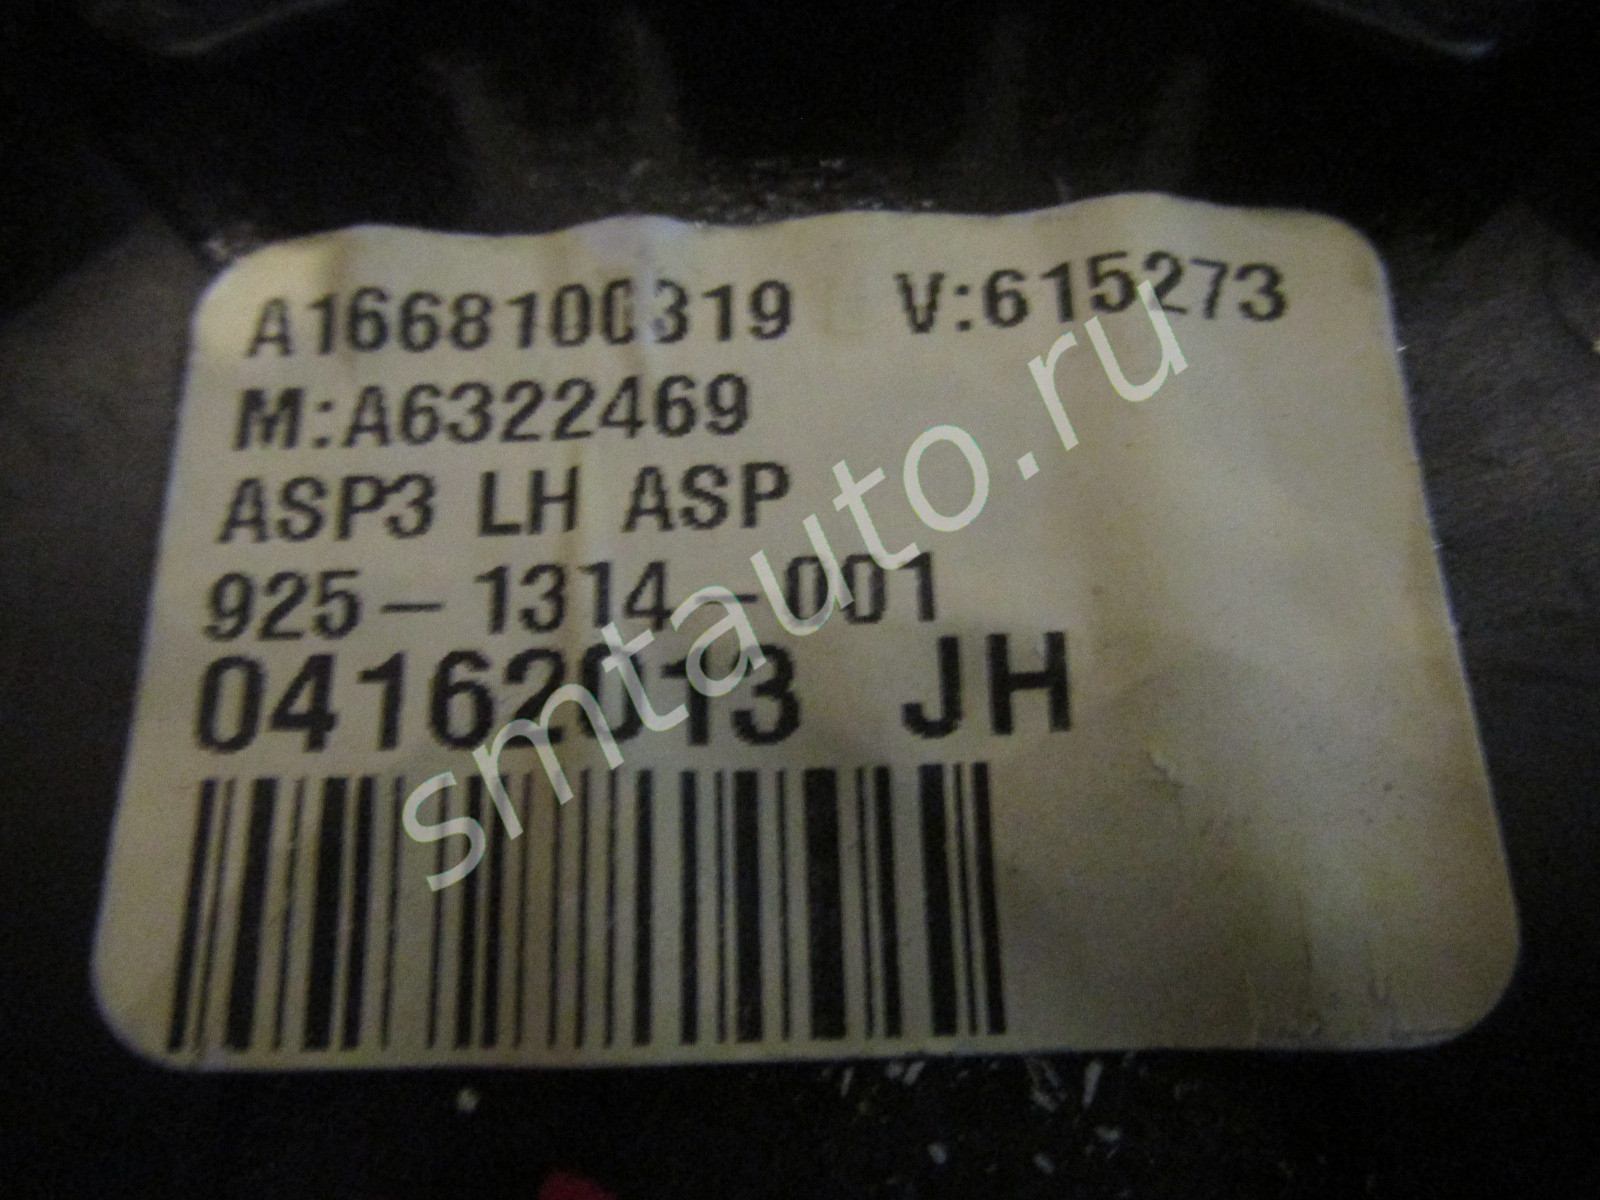 A1668100319 V:615273
M:A6322469
ASP3 LH ASP
925-1314-001
04162013 JH
smtauto.ru